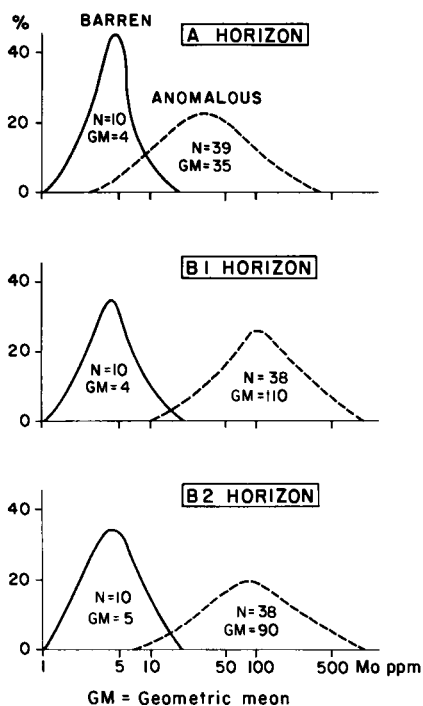 %
BARREN
A HORIZON
40
ANOMALOUS
N=10
GM=4
N=39
GM=35
20
0
B1 HORIZON
40
20
N=10
GM=4
N = 38
GM=110
0
B2 HORIZON
40
20
N=10
GM=5
N=38
GM=90
0
1 5 10 50 100 500 Mo ppm
GM = Geometric mean